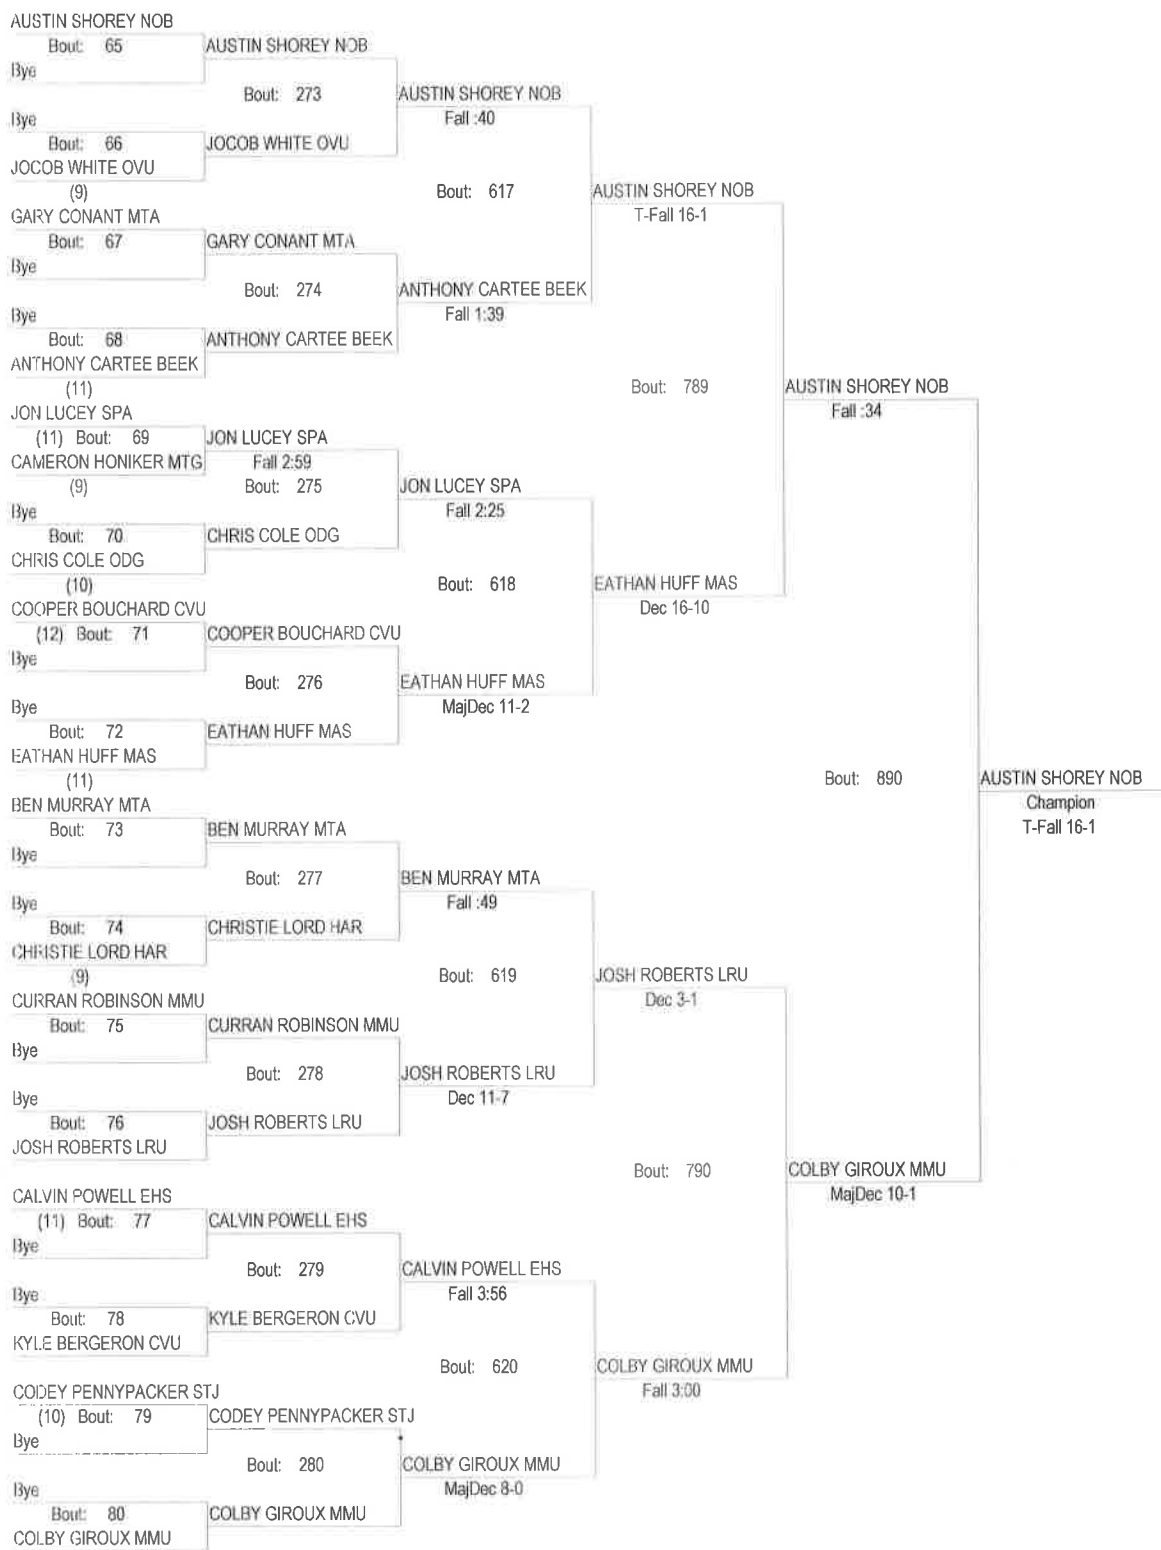 AUSTIN SHOREY NOB
Bout: 65
Bye
AUSTIN SHOREY NOB
Bout: 273
Bye
Bout: 66
JOCOB WHITE OVU
(9)
JOCOB WHITE OVU
AUSTIN SHOREY NOB
Fall :40
Bout: 617
GARY CONANT MTA
Bout: 67
Bye
GARY CONANT MTA
Bout: 274
Bye
Bout: 68
ANTHONY CARTEE BEEK
(11)
ANTHONY CARTEE BEEK
ANTHONY CARTEE BEEK
Fall 1:39
AUSTIN SHOREY NOB
T-Fall 16-1
Bout: 789
JON LUCEY SPA
(11) Bout: 69
CAMERON HONIKER MTG
(9)
JON LUCEY SPA
Fall 2:59
Bout: 275
Bye
Bout: 70
CHRIS COLE ODG
(10)
CHRIS COLE ODG
JON LUCEY SPA
Fall 2:25
Bout: 618
COOPER BOUCHARD CVU
(12) Bout: 71
Bye
COOPER BOUCHARD CVU
Bout: 276
Bye
Bout: 72
EATHAN HUFF MAS
(11)
EATHAN HUFF MAS
EATHAN HUFF MAS
MajDec 11-2
EATHAN HUFF MAS
Dec 16-10
AUSTIN SHOREY NOB
Fall :34
Bout: 890
AUSTIN SHOREY NOB
Champion
T-Fall 16-1
BEN MURRAY MTA
Bout: 73
Bye
BEN MURRAY MTA
Bout: 277
Bye
Bout: 74
CHRISTIE LORD HAR
(9)
CHRISTIE LORD HAR
BEN MURRAY MTA
Fall :49
Bout: 619
CURRAN ROBINSON MMU
Bout: 75
Bye
CURRAN ROBINSON MMU
Bout: 278
Bye
Bout: 76
JOSH ROBERTS LRU
JOSH ROBERTS LRU
JOSH ROBERTS LRU
Dec 11-7
JOSH ROBERTS LRU
Dec 3-1
Bout: 790
CALVIN POWELL EHS
(11) Bout: 77
Bye
CALVIN POWELL EHS
Bout: 279
Bye
Bout: 78
KYLE BERGERON CVU
KYLE BERGERON CVU
CALVIN POWELL EHS
Fall 3:56
Bout: 620
CODEY PENNYPACKER STJ
(10) Bout: 79
Bye
CODEY PENNYPACKER STJ
Bout: 280
Bye
Bout: 80
COLBY GIROUX MMU
COLBY GIROUX MMU
COLBY GIROUX MMU
MajDec 8-0
COLBY GIROUX MMU
Fall 3:00
COLBY GIROUX MMU
MajDec 10-1